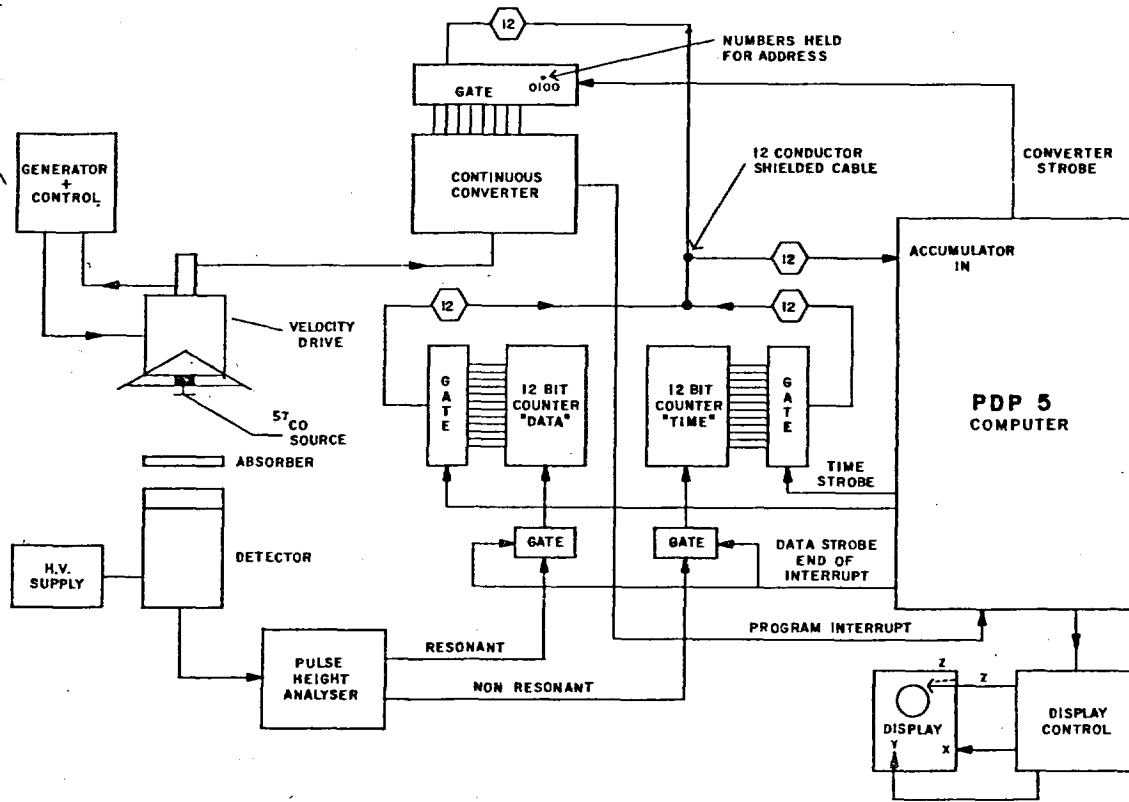 12
NUMBERS HELD
FOR ADDRESS
GATE
0100
GENERATOR
+
CONTROL
CONTINUOUS
CONVERTER
12 CONDUCTOR
SHIELDED CABLE
CONVERTER
STROBE
ACCUMULATOR
IN
12
12
12
VELOCITY
DRIVE
GATE
12 BIT
COUNTER
"DATA"
12 BIT
COUNTER
"TIME"
GATE
PDP 5
COMPUTER
57
CO
SOURCE
ABSORBER
TIME
STROBE
DETECTOR
H.V.
SUPPLY
GATE
GATE
DATA STROBE
END OF
INTERRUPT
PROGRAM INTERRUPT
PULSE
HEIGHT
ANALYSER
RESONANT
NON RESONANT
Z
Z
DISPLAY
Y
X
DISPLAY
CONTROL